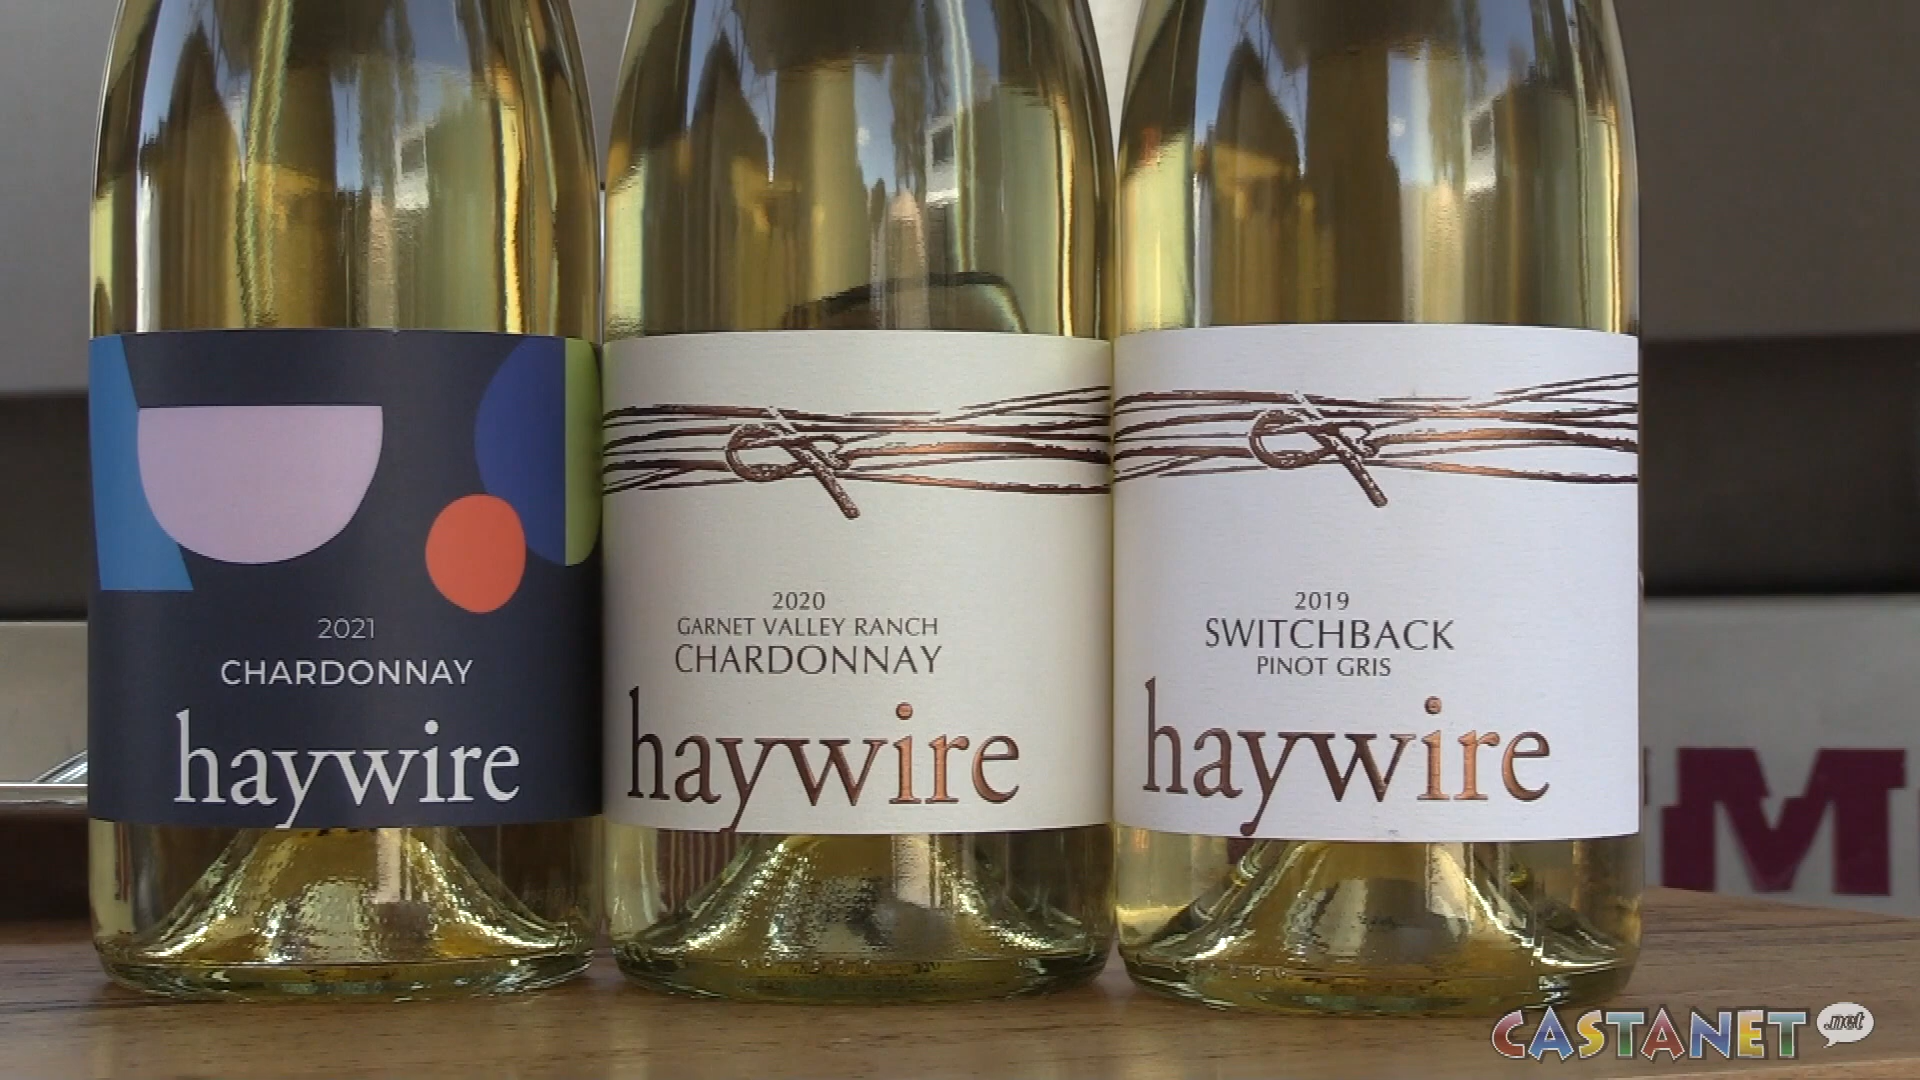 2021
CHARDONNAY
haywire
2020
GARNET VALLEY RANCH
CHARDONNAY
haywire
2019
SWITCHBACK
PINOT GRIS
haywire
M
CASTANET .net